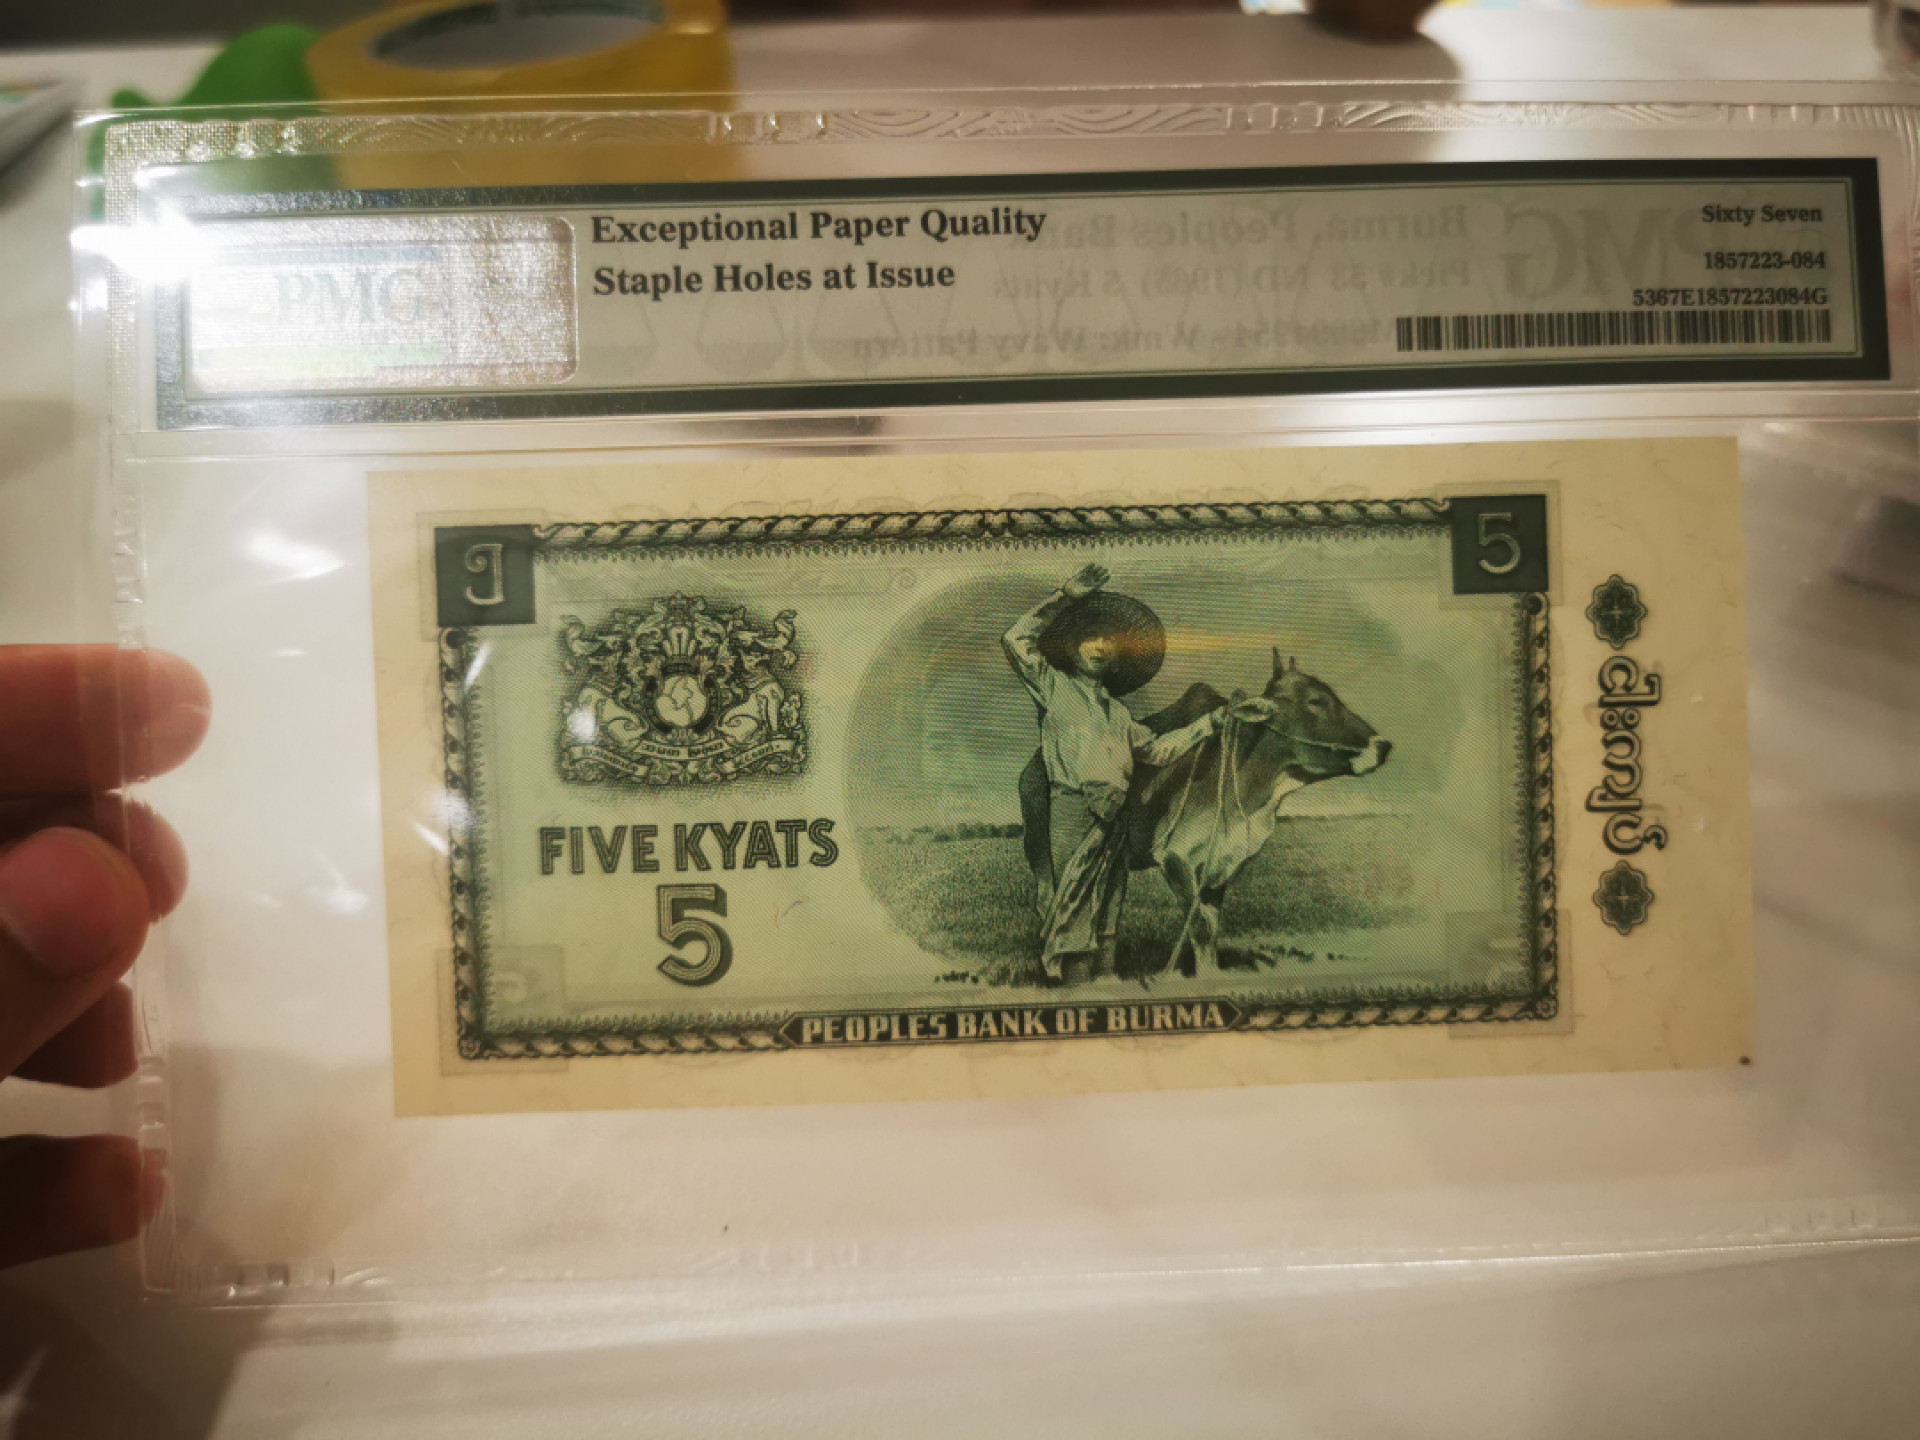 PMG
Exceptional Paper Quality
Staple Holes at Issue
Sixty Seven
1857223-084
5367E1857223084G
၅
5
FIVE KYATS
5
PEOPLES BANK OF BURMA
ငါးကျပ်